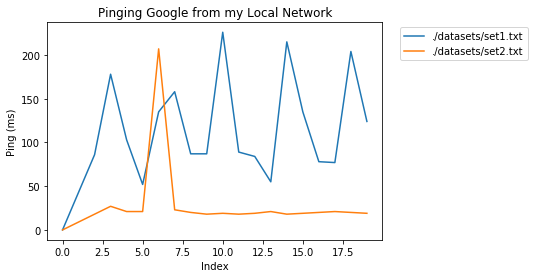 Pinging Google from my Local Network
./datasets/set1.txt
./datasets/set2.txt
Ping (ms)
200
150
100
50
0
0.0 2.5 5.0 7.5 10.0 12.5 15.0 17.5
Index